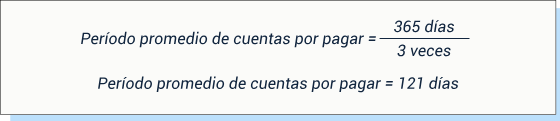 Período promedio de cuentas por pagar = 365 días / 3 veces
Período promedio de cuentas por pagar = 121 días